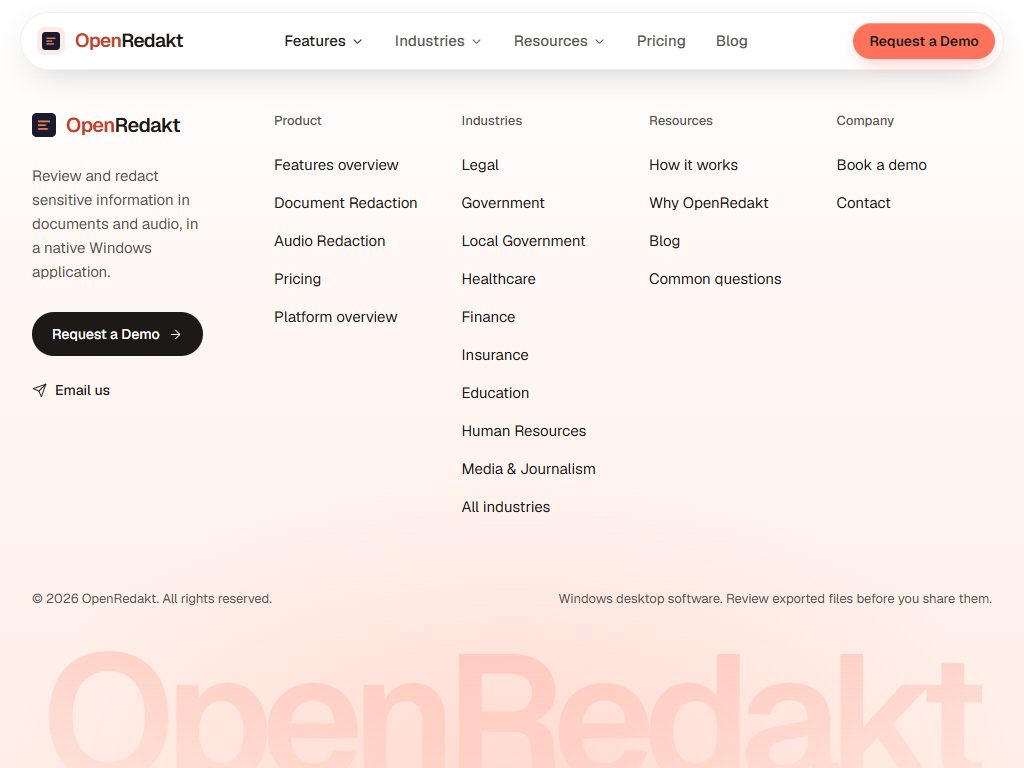 OpenRedakt
Features
Industries
Resources
Pricing
Blog
Request a Demo
OpenRedakt
Review and redact
sensitive information in
documents and audio, in
a native Windows
application.
Request a Demo
Email us
Product
Features overview
Document Redaction
Audio Redaction
Pricing
Platform overview
Industries
Legal
Government
Local Government
Healthcare
Finance
Insurance
Education
Human Resources
Media & Journalism
All industries
Resources
How it works
Why OpenRedakt
Blog
Common questions
Company
Book a demo
Contact
© 2026 OpenRedakt. All rights reserved.
Windows desktop software. Review exported files before you share them.
OpenRedakt